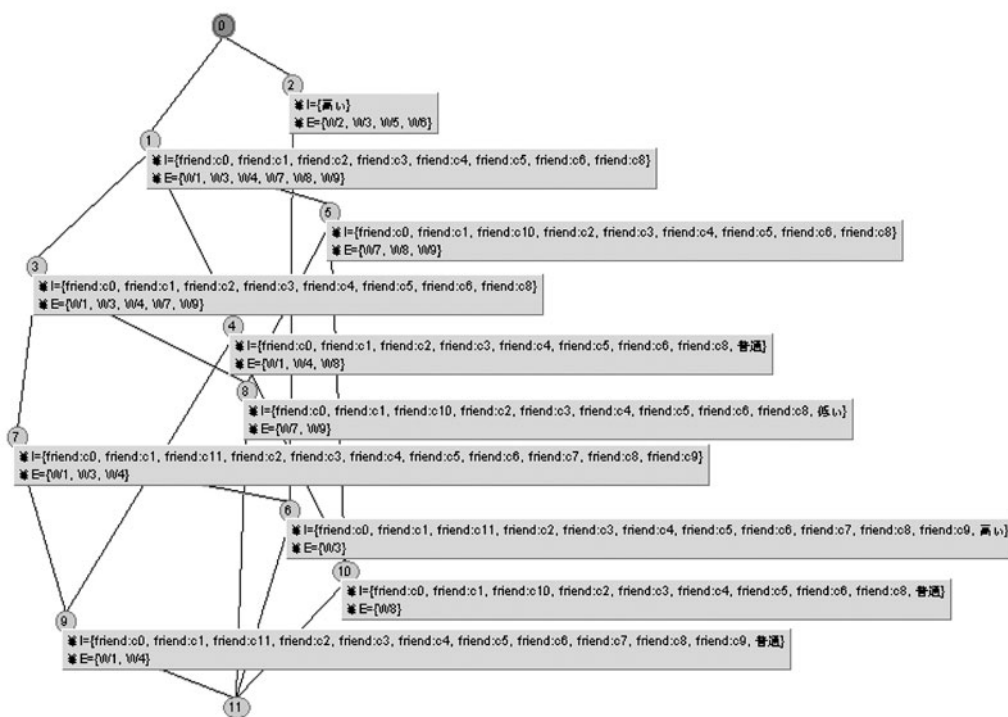 0
2
I={高い}
E={W2, W3, W5, W6}
1
I={friend:c0, friend:c1, friend:c2, friend:c3, friend:c4, friend:c5, friend:c6, friend:c8}
E={W1, W3, W4, W7, W8, W9}
5
I={friend:c0, friend:c1, friend:c10, friend:c2, friend:c3, friend:c4, friend:c5, friend:c6, friend:c8}
E={W7, W8, W9}
3
I={friend:c0, friend:c1, friend:c2, friend:c3, friend:c4, friend:c5, friend:c6, friend:c8}
E={W1, W3, W4, W7, W9}
4
I={friend:c0, friend:c1, friend:c2, friend:c3, friend:c4, friend:c5, friend:c6, friend:c8, 普通}
E={W1, W4, W8}
8
I={friend:c0, friend:c1, friend:c10, friend:c2, friend:c3, friend:c4, friend:c5, friend:c6, friend:c8, 低い}
E={W7, W9}
7
I={friend:c0, friend:c1, friend:c11, friend:c2, friend:c3, friend:c4, friend:c5, friend:c6, friend:c7, friend:c8, friend:c9}
E={W1, W3, W4}
6
I={friend:c0, friend:c1, friend:c11, friend:c2, friend:c3, friend:c4, friend:c5, friend:c6, friend:c7, friend:c8, friend:c9, 高い}
E={W3}
10
I={friend:c0, friend:c1, friend:c10, friend:c2, friend:c3, friend:c4, friend:c5, friend:c6, friend:c8, 普通}
E={W8}
9
I={friend:c0, friend:c1, friend:c11, friend:c2, friend:c3, friend:c4, friend:c5, friend:c6, friend:c7, friend:c8, friend:c9, 普通}
E={W1, W4}
11